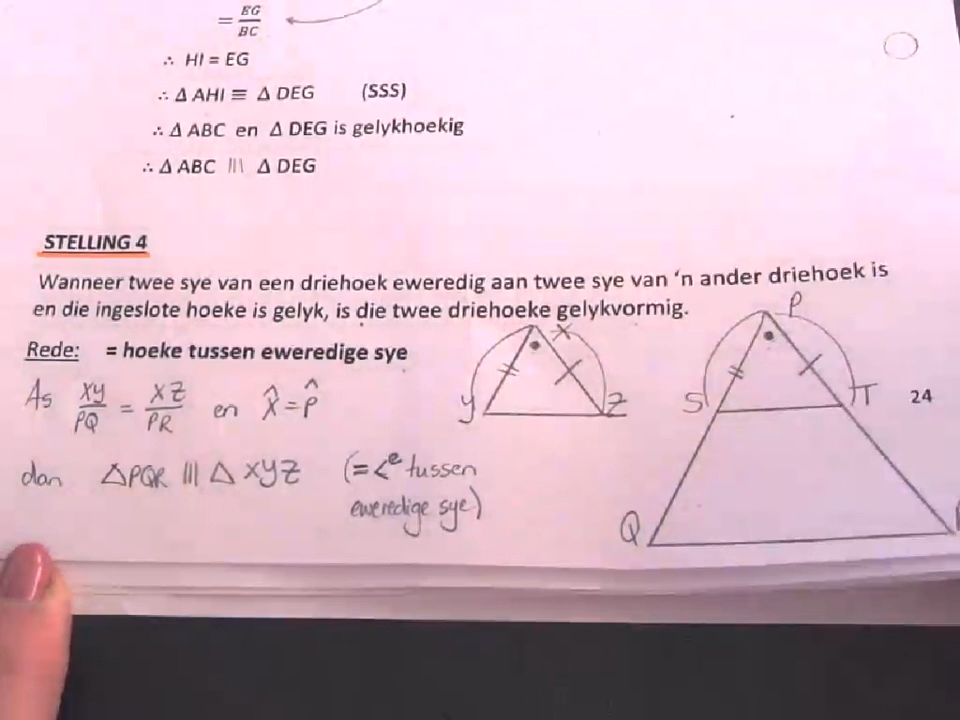 = EG/BC
∴ HI = EG
∴ Δ AHI ≡ Δ DEG (SSS)
∴ Δ ABC en Δ DEG is gelykhoekig
∴ Δ ABC ||| Δ DEG
STELLING 4
Wanneer twee sye van een driehoek eweredig aan twee sye van 'n ander driehoek is
en die ingeslote hoeke is gelyk, is die twee driehoeke gelykvormig.
Rede: = hoeke tussen eweredige sye
As XY/PQ = XZ/PR en X̂ = P̂
dan ΔPQR ||| ΔXYZ (=<e tussen
eweredige sye)
X
Y
Z
P
S
T
Q
24